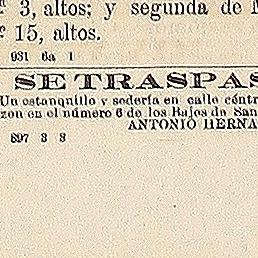 º 3, altos; y segunda de
º 15, altos.
931 6a 1
SE TRASPAS
Un estanquillo y sedería en calle cént
zon en el número 6 de los Bajos de San
ANTONIO HERNA
897 3 3